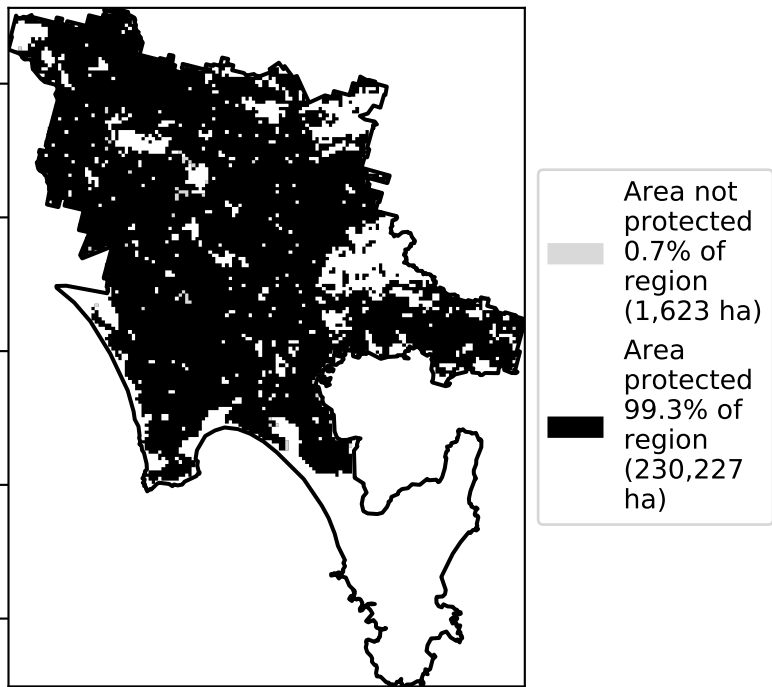 Area not
protected
0.7% of
region
(1,623 ha)
Area
protected
99.3% of
region
(230,227
ha)